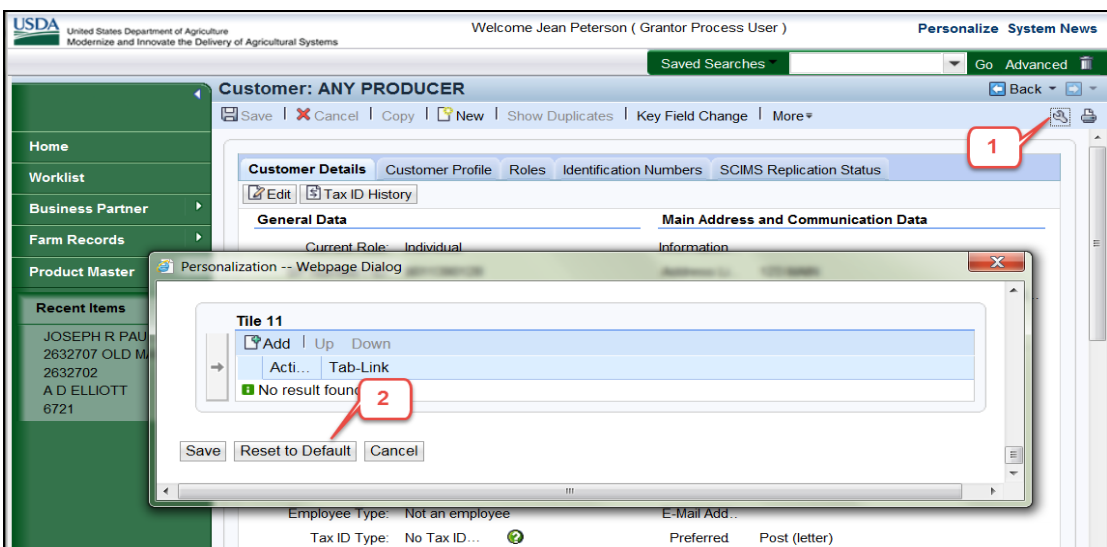 USDA United States Department of Agriculture
Modernize and Innovate the Delivery of Agricultural Systems
Welcome Jean Peterson ( Grantor Process User )
Personalize System News
Saved Searches
Go Advanced
Customer: ANY PRODUCER
Back
Save Cancel Copy New Show Duplicates Key Field Change More
1
Home
Worklist
Business Partner
Farm Records
Product Master
Recent Items
JOSEPH R PAU
2632707 OLD MA
2632702
A D ELLIOTT
6721
Customer Details Customer Profile Roles Identification Numbers SCIMS Replication Status
Edit Tax ID History
General Data
Main Address and Communication Data
Current Role: Individual
Information
Personalization -- Webpage Dialog
X
Tile 11
Add Up Down
Acti... Tab-Link
No result found
2
Save Reset to Default Cancel
Employee Type: Not an employee
E-Mail Add..
Tax ID Type: No Tax ID...
Preferred Post (letter)